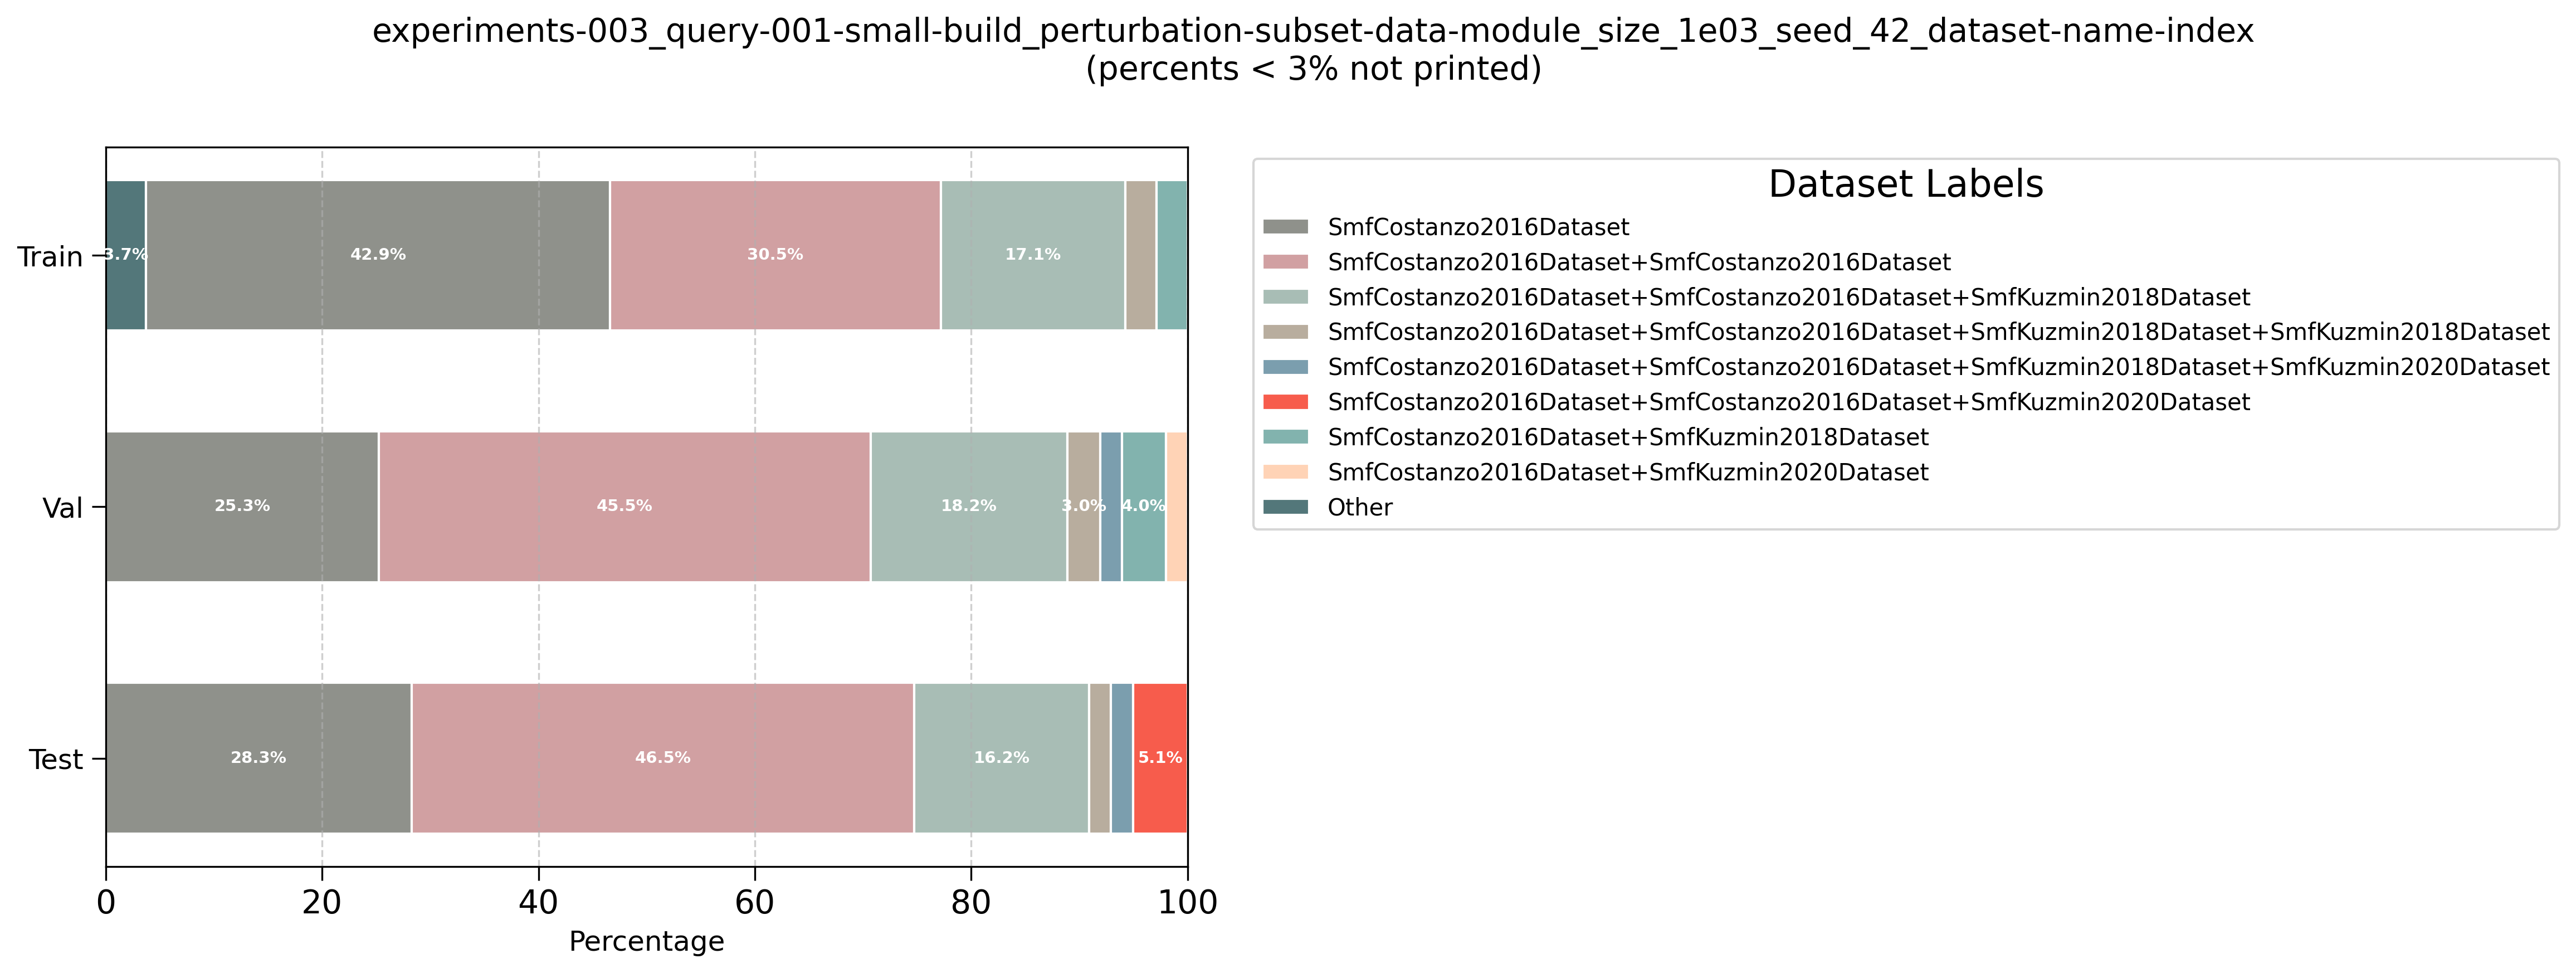 experiments-003_query-001-small-build_perturbation-subset-data-module_size_1e03_seed_42_dataset-name-index
(percents < 3% not printed)
Train
3.7%
42.9%
30.5%
17.1%
Val
25.3%
45.5%
18.2%
3.0%
4.0%
Test
28.3%
46.5%
16.2%
5.1%
0
20
40
60
80
100
Percentage
Dataset Labels
SmfCostanzo2016Dataset
SmfCostanzo2016Dataset+SmfCostanzo2016Dataset
SmfCostanzo2016Dataset+SmfCostanzo2016Dataset+SmfKuzmin2018Dataset
SmfCostanzo2016Dataset+SmfCostanzo2016Dataset+SmfKuzmin2018Dataset+SmfKuzmin2018Dataset
SmfCostanzo2016Dataset+SmfCostanzo2016Dataset+SmfKuzmin2018Dataset+SmfKuzmin2020Dataset
SmfCostanzo2016Dataset+SmfCostanzo2016Dataset+SmfKuzmin2020Dataset
SmfCostanzo2016Dataset+SmfKuzmin2018Dataset
SmfCostanzo2016Dataset+SmfKuzmin2020Dataset
Other